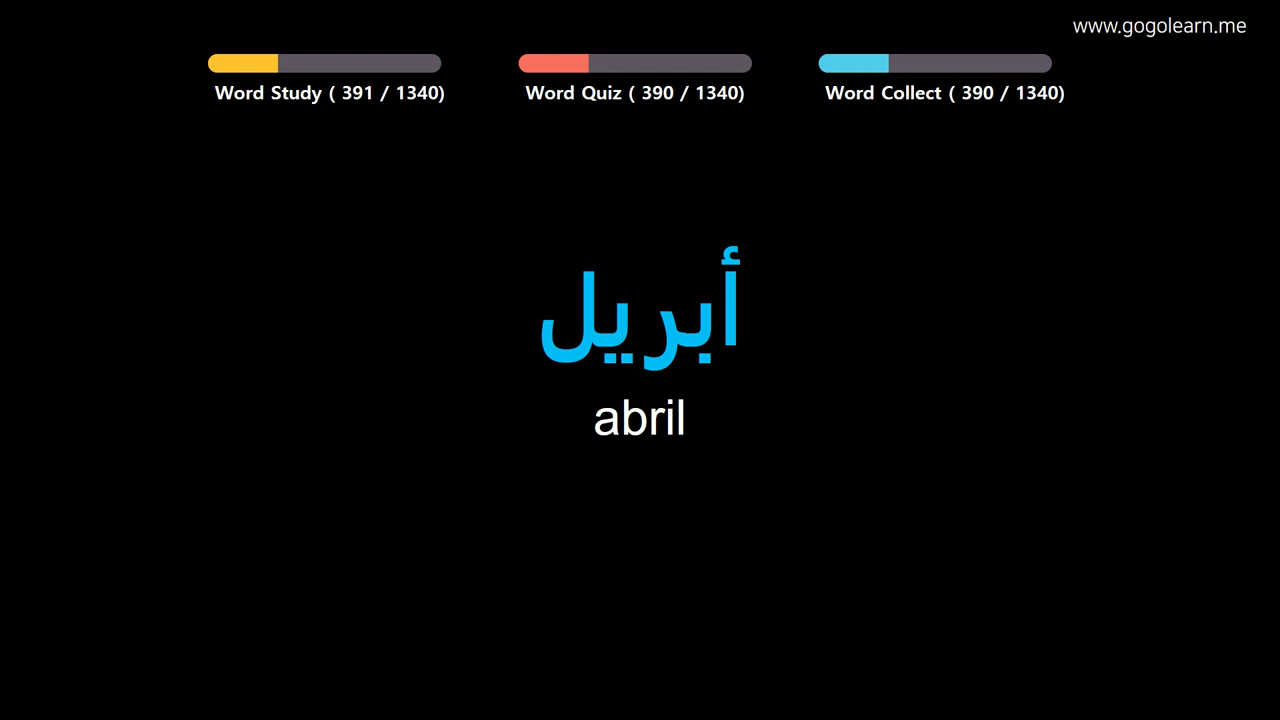 www.gogolearn.me
Word Study ( 391 / 1340)
Word Quiz ( 390 / 1340)
Word Collect ( 390 / 1340)
أبريل
abril